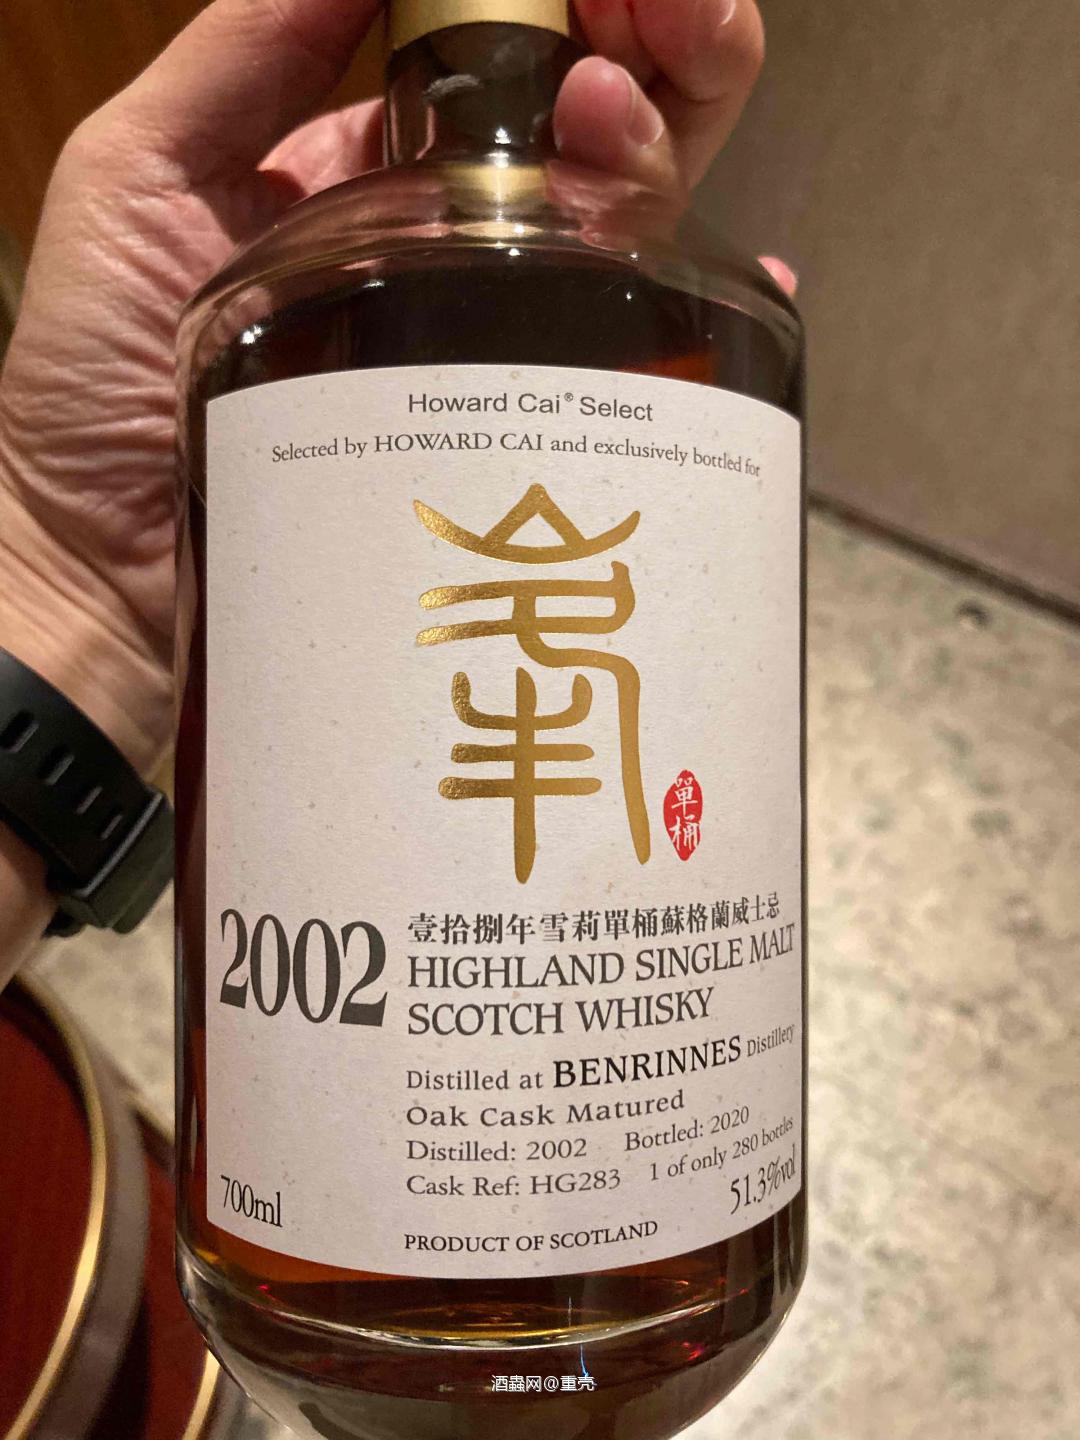 Howard Cai® Select
Selected by HOWARD CAI and exclusively bottled for
單桶
2002
壹拾捌年雪莉單桶蘇格蘭威士忌
HIGHLAND SINGLE MALT
SCOTCH WHISKY
Distilled at BENRINNES Distillery
Oak Cask Matured
Distilled: 2002 Bottled: 2020
Cask Ref: HG283 1 of only 280 bottles
700ml
51.3%vol
PRODUCT OF SCOTLAND
酒蟲网@重壳